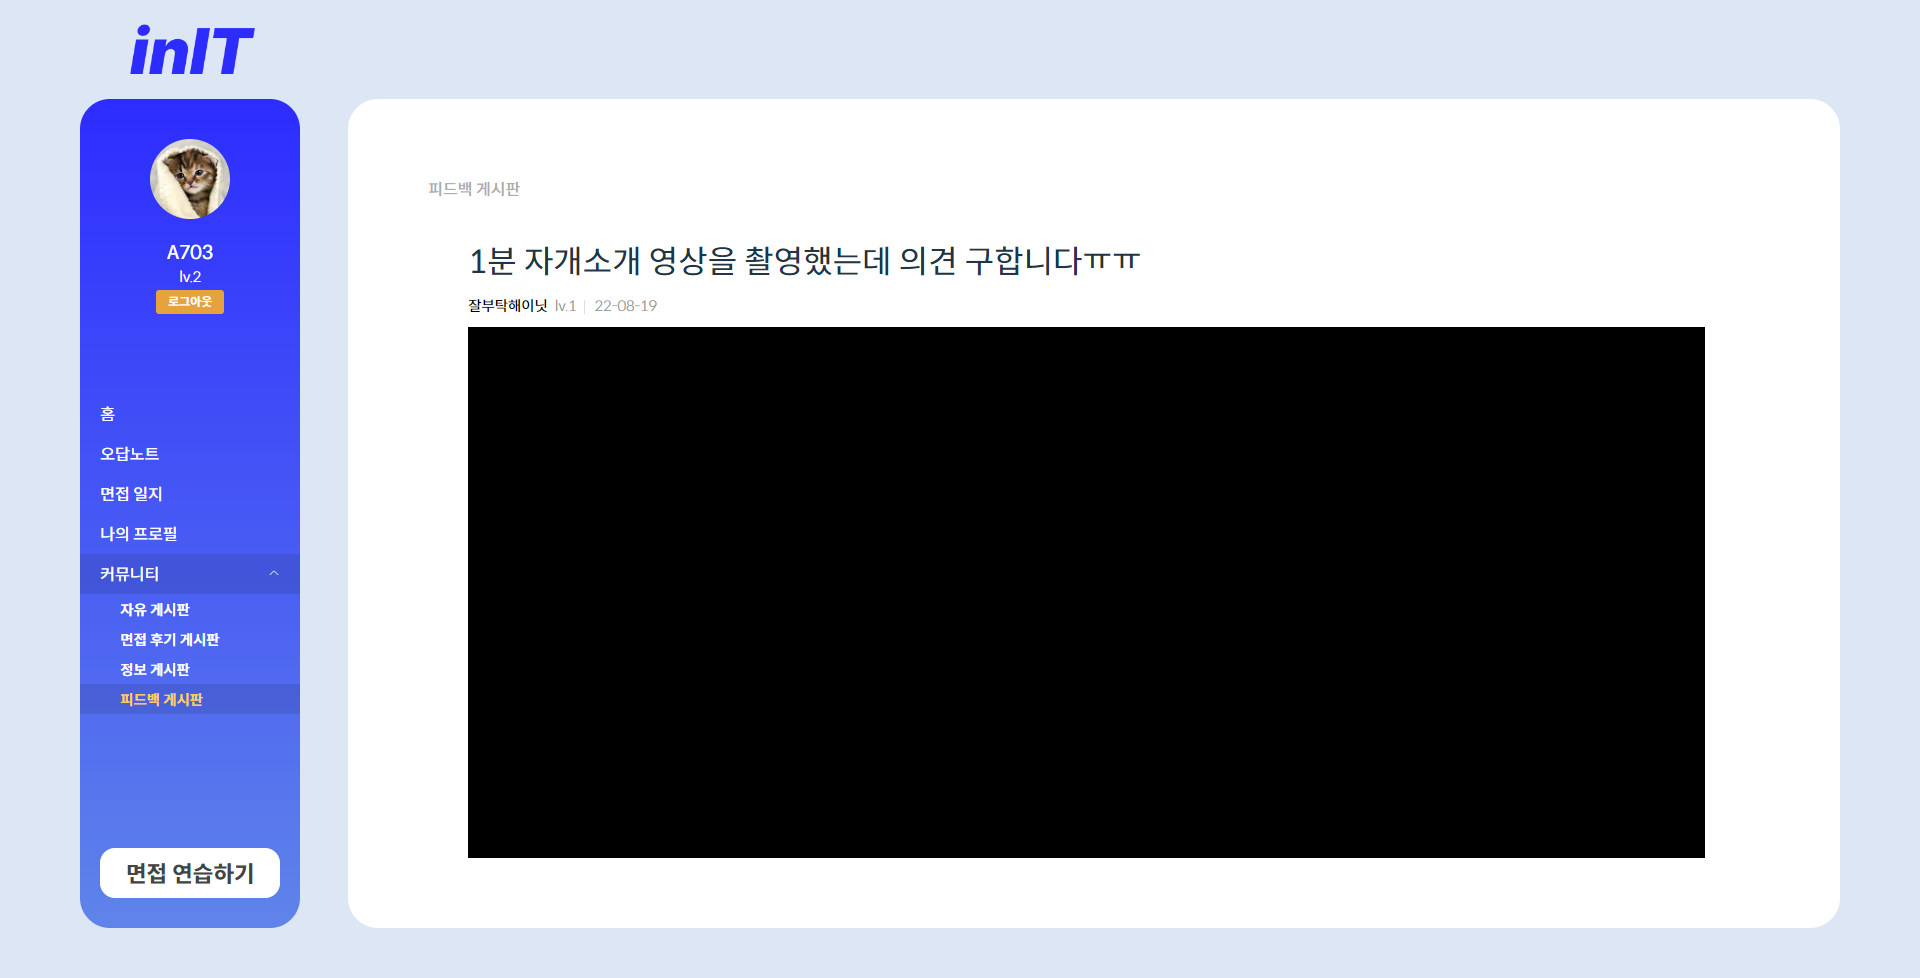 inIT
A703
lv.2
로그아웃
홈
오답노트
면접 일지
나의 프로필
커뮤니티
자유 게시판
면접 후기 게시판
정보 게시판
피드백 게시판
면접 연습하기
피드백 게시판
1분 자개소개 영상을 촬영했는데 의견 구합니다ㅠㅠ
잘부탁해이닛 lv.1 22-08-19